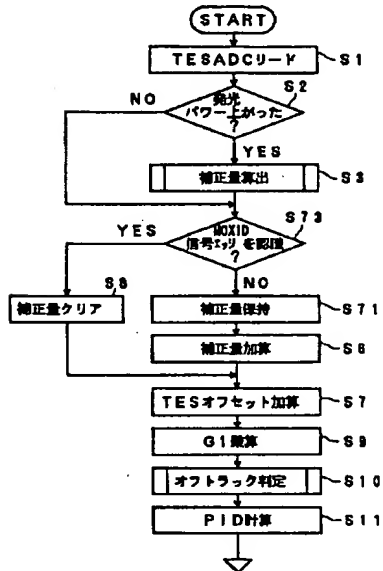 START
TESADCリード
S1
発光
パワー上がった
?
S2
NO
YES
補正量算出
S3
MOXID
信号エッジを認識
?
S73
YES
NO
補正量クリア
S8
補正量保持
S71
補正量加算
S6
TESオフセット加算
S7
G1乗算
S9
オフトラック判定
S10
PID計算
S11